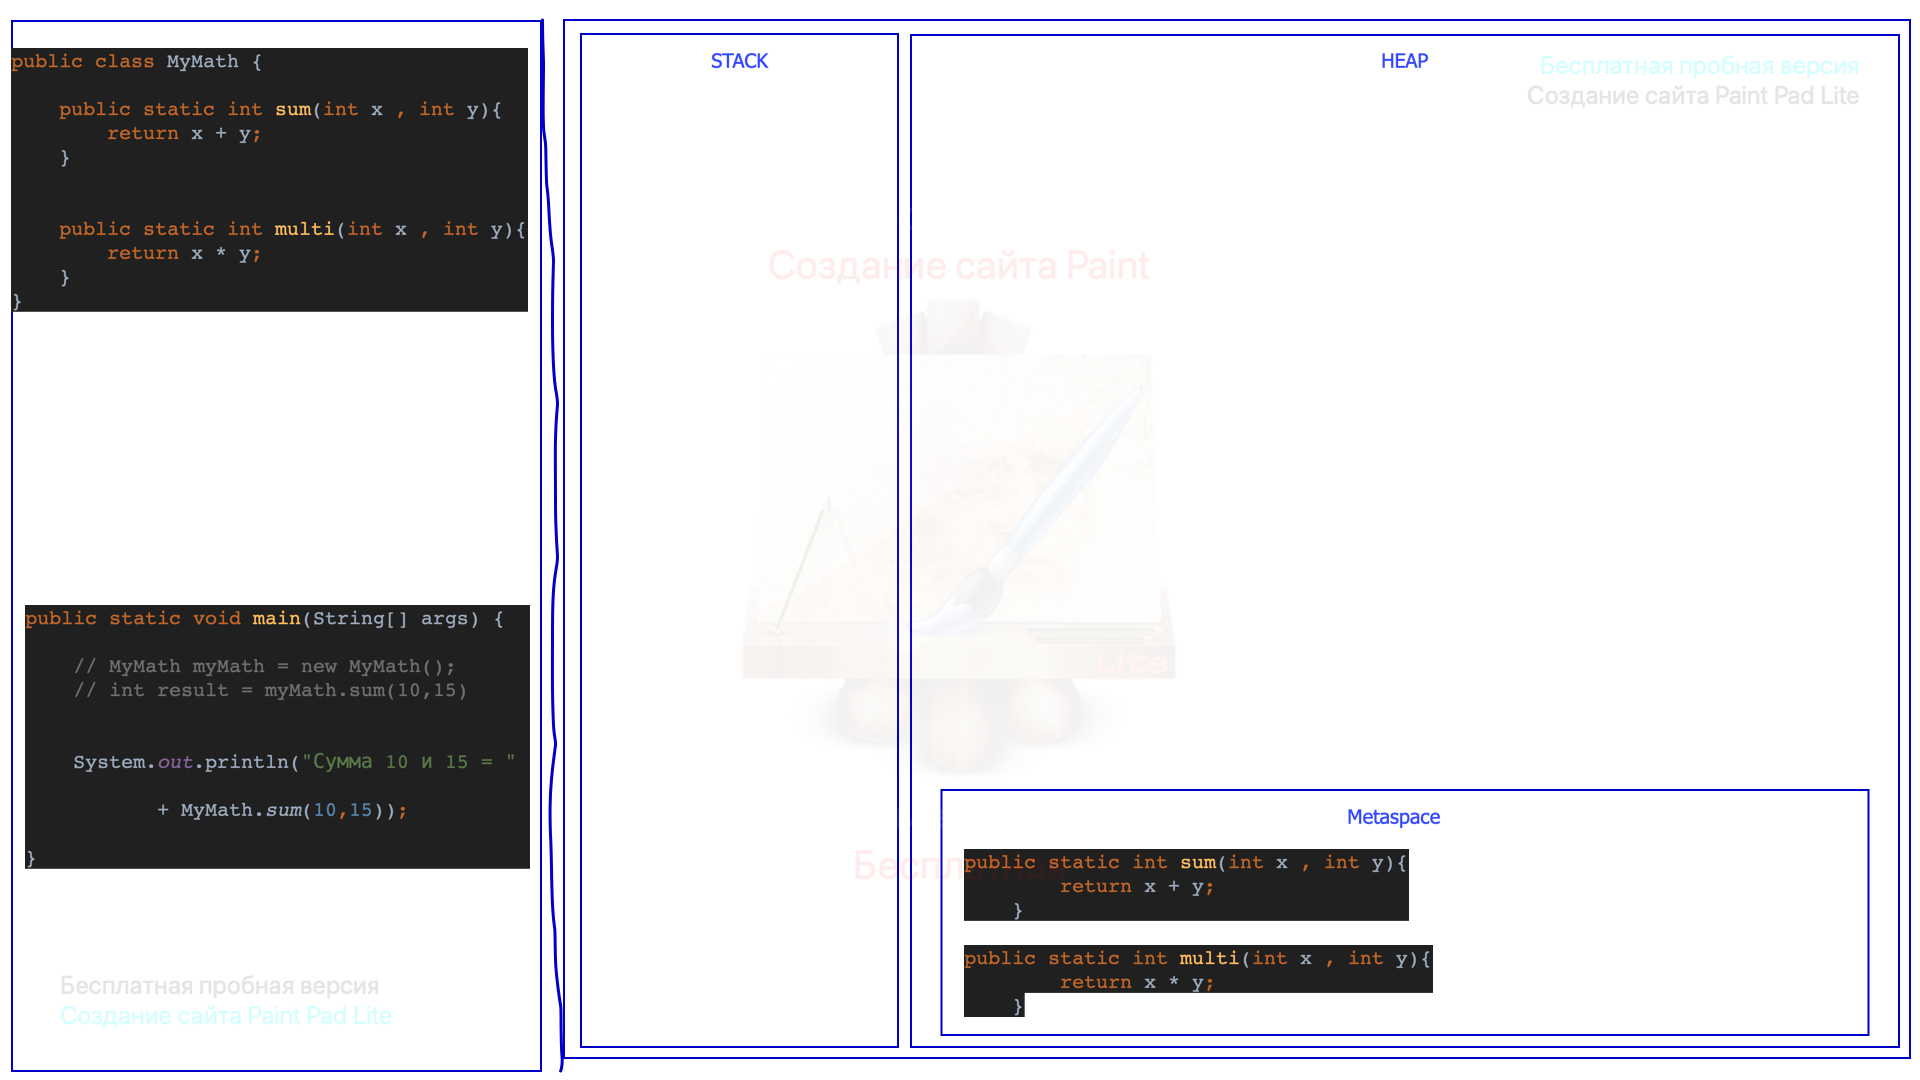 public class MyMath {
public static int sum(int x , int y){
return x + y;
}
public static int multi(int x , int y){
return x * y;
}
}
public static void main(String[] args) {
// MyMath myMath = new MyMath();
// int result = myMath.sum(10,15)
System.out.println("Сумма 10 и 15 = "
+ MyMath.sum(10,15));
}
Бесплатная пробная версия
Создание сайта Paint Pad Lite
STACK
HEAP
Бесплатная пробная версия
Создание сайта Paint Pad Lite
Создание сайта Paint
Lite
Бесплатная
Metaspace
public static int sum(int x , int y){
return x + y;
}
public static int multi(int x , int y){
return x * y;
}